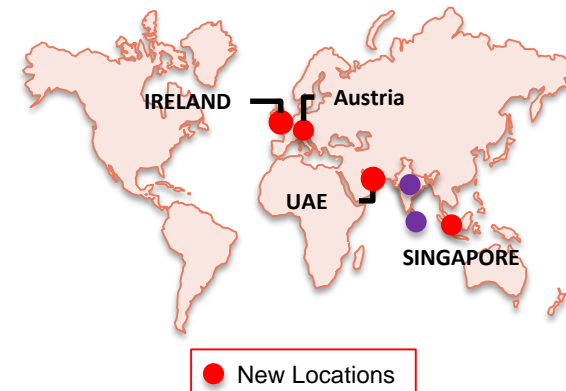 IRELAND
Austria
UAE
SINGAPORE
New Locations